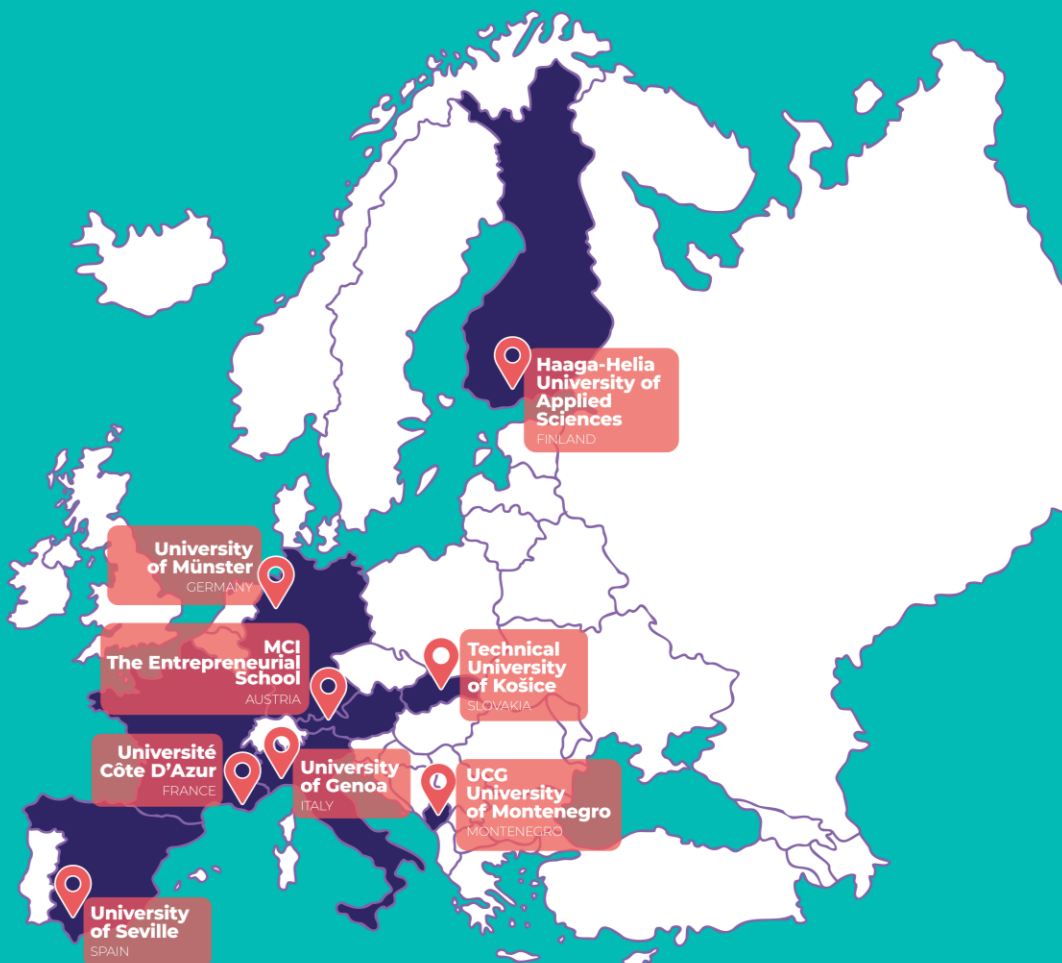 Haaga-Helia
University of
Applied
Sciences
FINLAND
University
of Münster
GERMANY
MCI
The Entrepreneurial
School
AUSTRIA
Technical
University
of Košice
SLOVAKIA
Université
Côte D'Azur
FRANCE
University
of Genoa
ITALY
UCG
University
of Montenegro
MONTENEGRO
University
of Seville
SPAIN